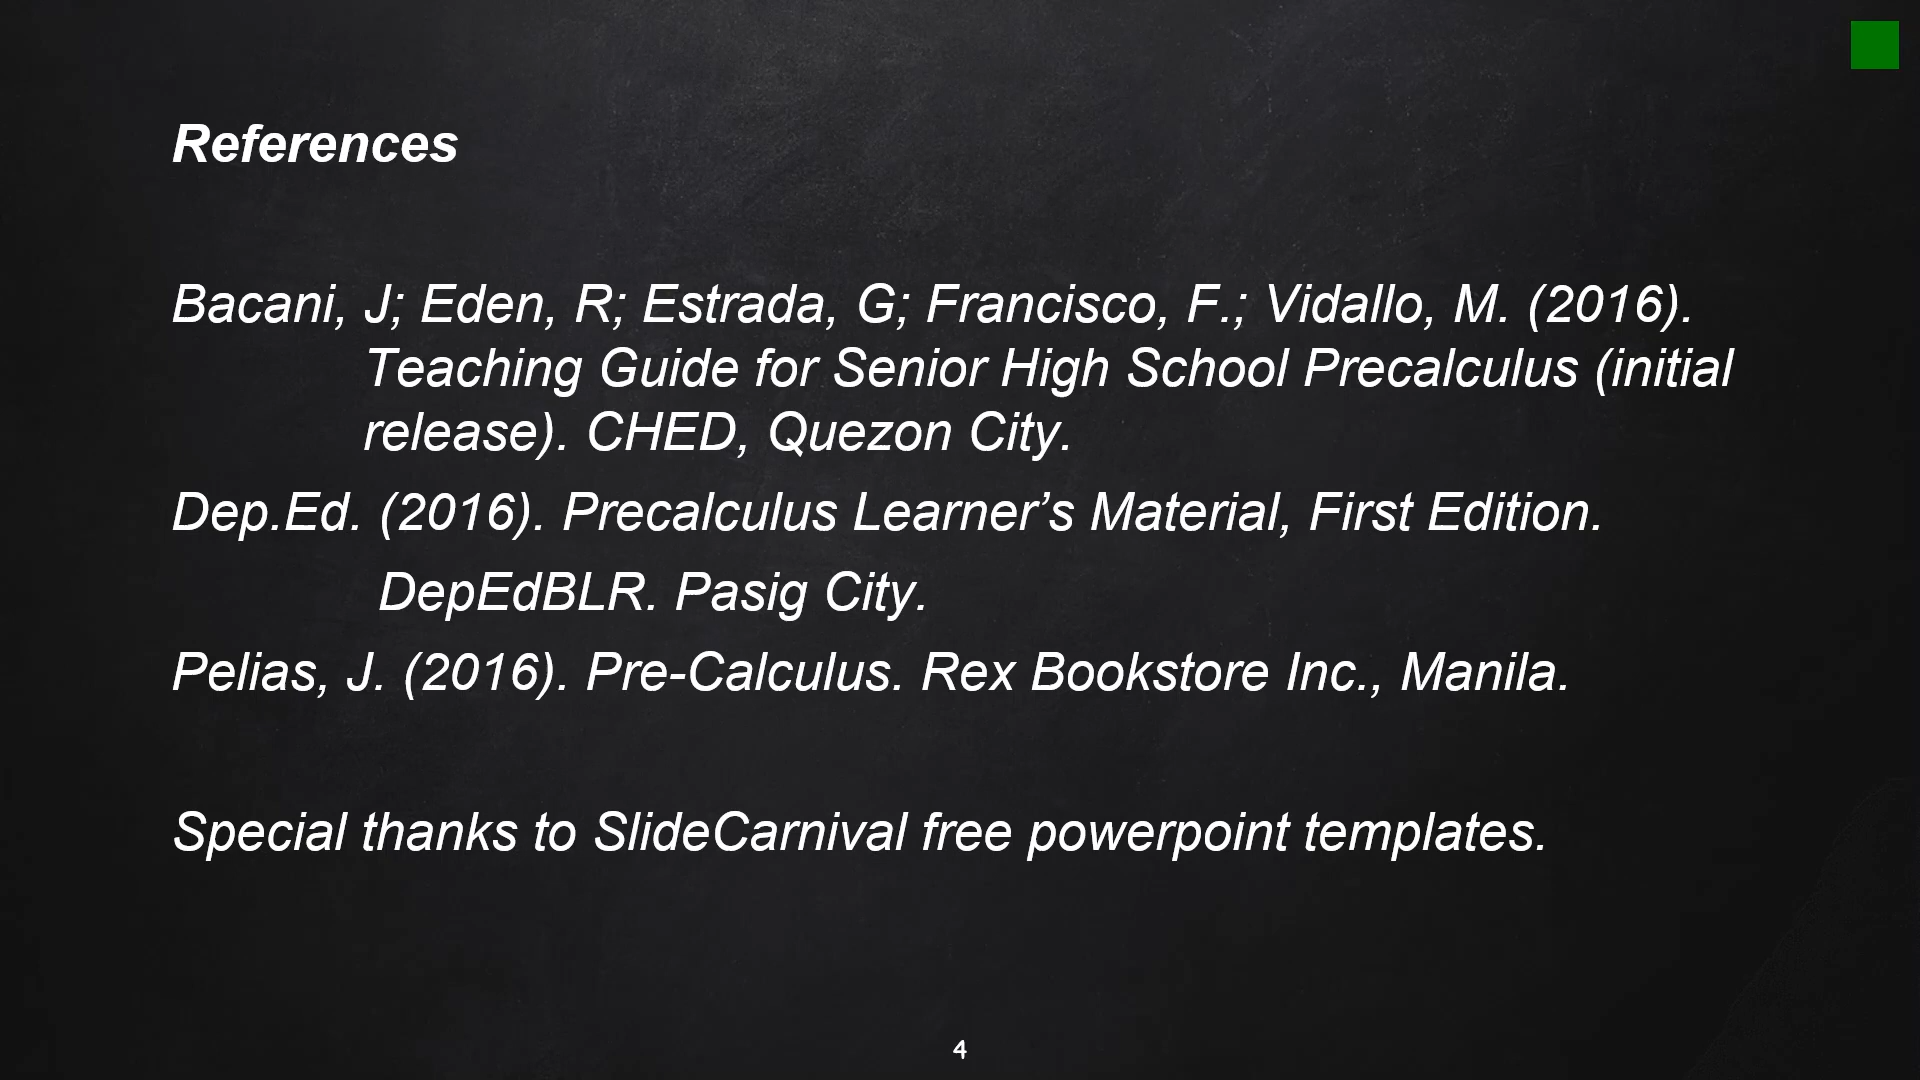 References
Bacani, J; Eden, R; Estrada, G; Francisco, F.; Vidallo, M. (2016).
Teaching Guide for Senior High School Precalculus (initial
release). CHED, Quezon City.
Dep.Ed. (2016). Precalculus Learner’s Material, First Edition.
DepEdBLR. Pasig City.
Pelias, J. (2016). Pre-Calculus. Rex Bookstore Inc., Manila.
Special thanks to SlideCarnival free powerpoint templates.
4